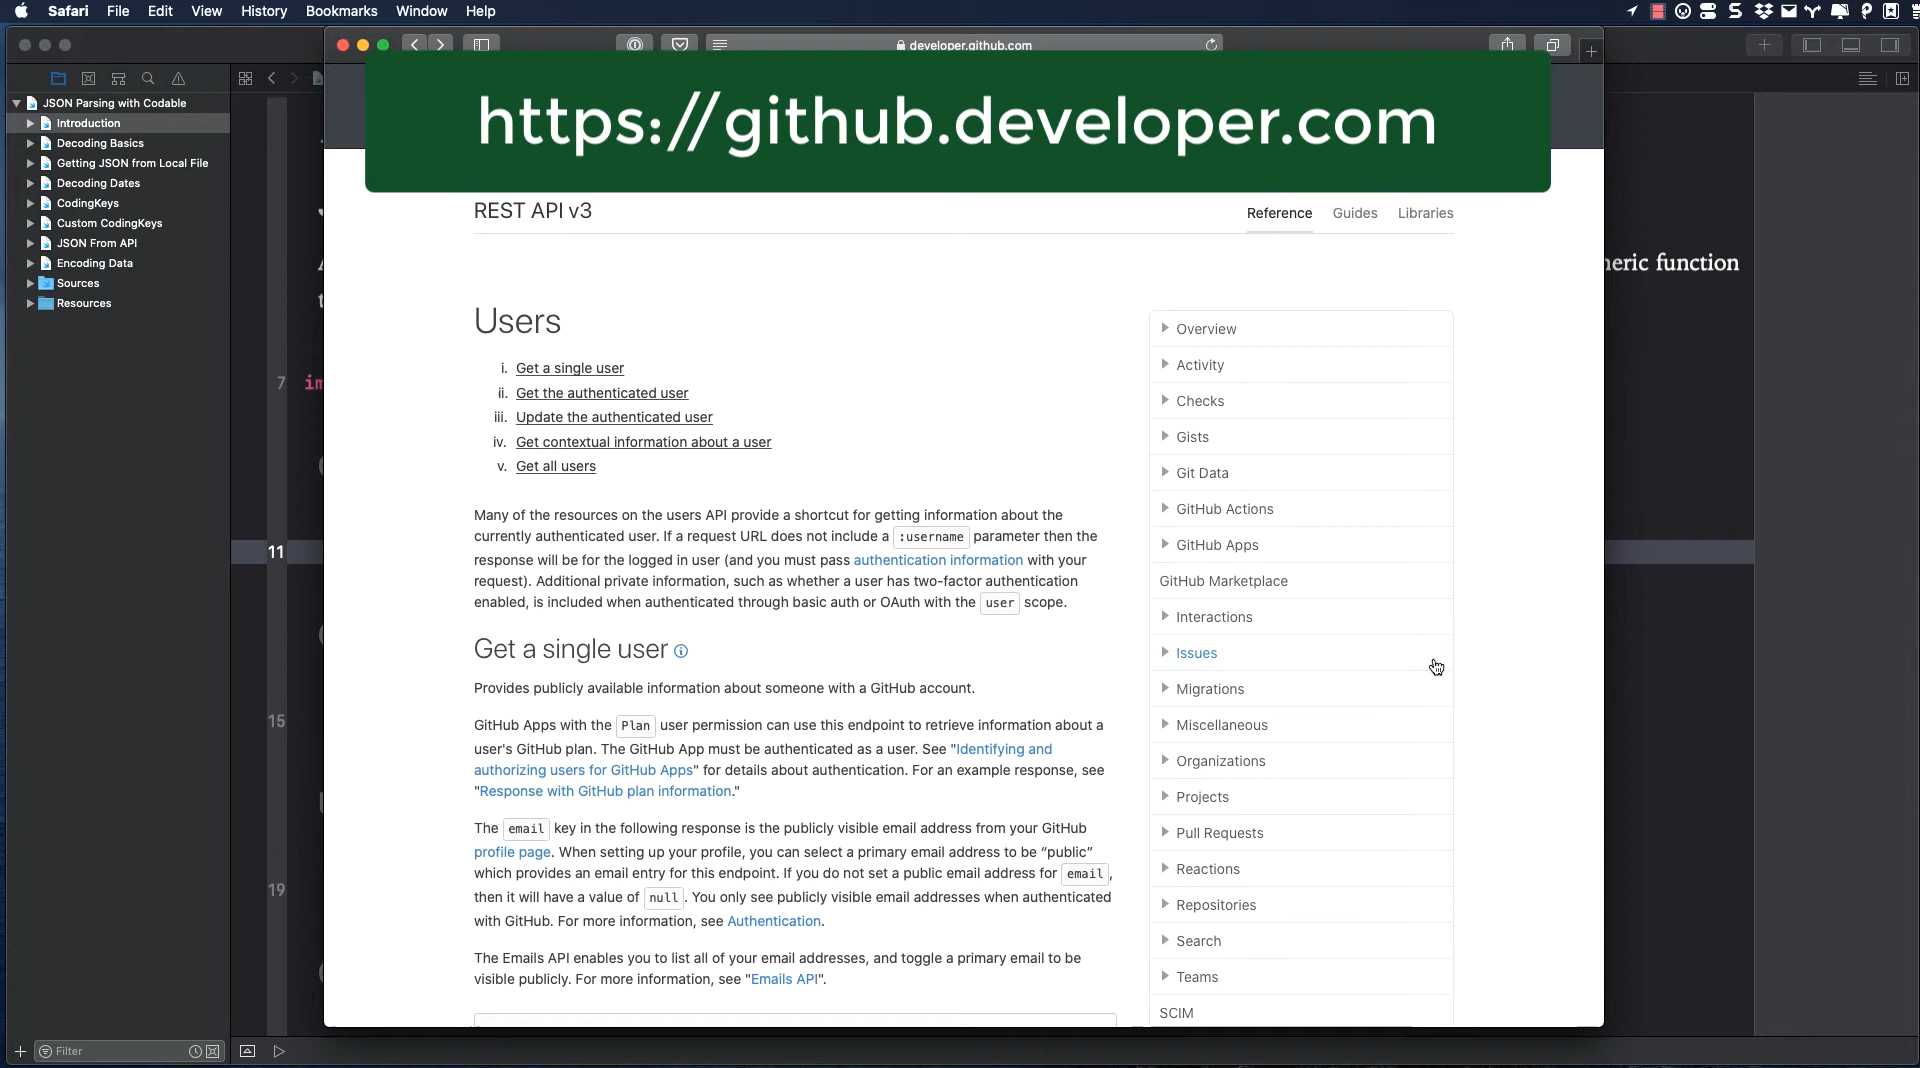 Safari File Edit View History Bookmarks Window Help
developer.github.com
https://github.developer.com
JSON Parsing with Codable
Introduction
Decoding Basics
Getting JSON from Local File
Decoding Dates
CodingKeys
Custom CodingKeys
JSON From API
Encoding Data
Sources
Resources
Filter
7 im
11
15
19
neric function
REST API v3
Reference Guides Libraries
Users
i. Get a single user
ii. Get the authenticated user
iii. Update the authenticated user
iv. Get contextual information about a user
v. Get all users
Many of the resources on the users API provide a shortcut for getting information about the
currently authenticated user. If a request URL does not include a :username parameter then the
response will be for the logged in user (and you must pass authentication information with your
request). Additional private information, such as whether a user has two-factor authentication
enabled, is included when authenticated through basic auth or OAuth with the user scope.
Get a single user
Provides publicly available information about someone with a GitHub account.
GitHub Apps with the Plan user permission can use this endpoint to retrieve information about a
user's GitHub plan. The GitHub App must be authenticated as a user. See "Identifying and
authorizing users for GitHub Apps" for details about authentication. For an example response, see
"Response with GitHub plan information."
The email key in the following response is the publicly visible email address from your GitHub
profile page. When setting up your profile, you can select a primary email address to be “public”
which provides an email entry for this endpoint. If you do not set a public email address for email,
then it will have a value of null. You only see publicly visible email addresses when authenticated
with GitHub. For more information, see Authentication.
The Emails API enables you to list all of your email addresses, and toggle a primary email to be
visible publicly. For more information, see "Emails API".
Overview
Activity
Checks
Gists
Git Data
GitHub Actions
GitHub Apps
GitHub Marketplace
Interactions
Issues
Migrations
Miscellaneous
Organizations
Projects
Pull Requests
Reactions
Repositories
Search
Teams
SCIM